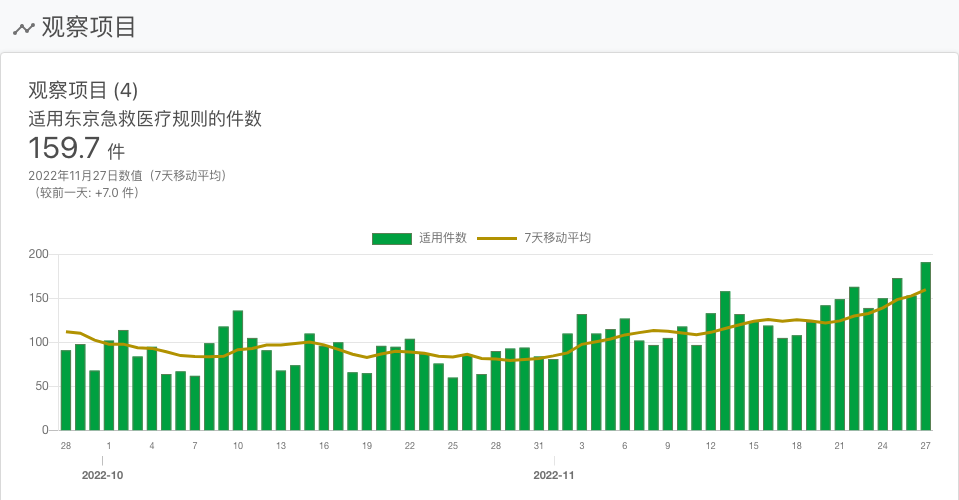 观察项目
观察项目 (4)
适用东京急救医疗规则的件数
159.7 件
2022年11月27日数值（7天移动平均）
（较前一天: +7.0 件）
适用件数 7天移动平均
200
150
100
50
0
28 1 4 7 10 13 16 19 22 25 28 31 3 6 9 12 15 18 21 24 27
2022-10 2022-11